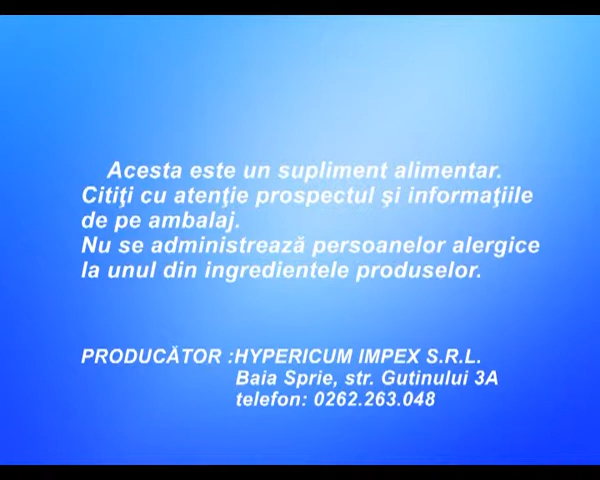 Acesta este un supliment alimentar.
Citiţi cu atenţie prospectul şi informaţiile
de pe ambalaj.
Nu se administrează persoanelor alergice
la unul din ingredientele produselor.
PRODUCĂTOR :HYPERICUM IMPEX S.R.L.
Baia Sprie, str. Gutinului 3A
telefon: 0262.263.048